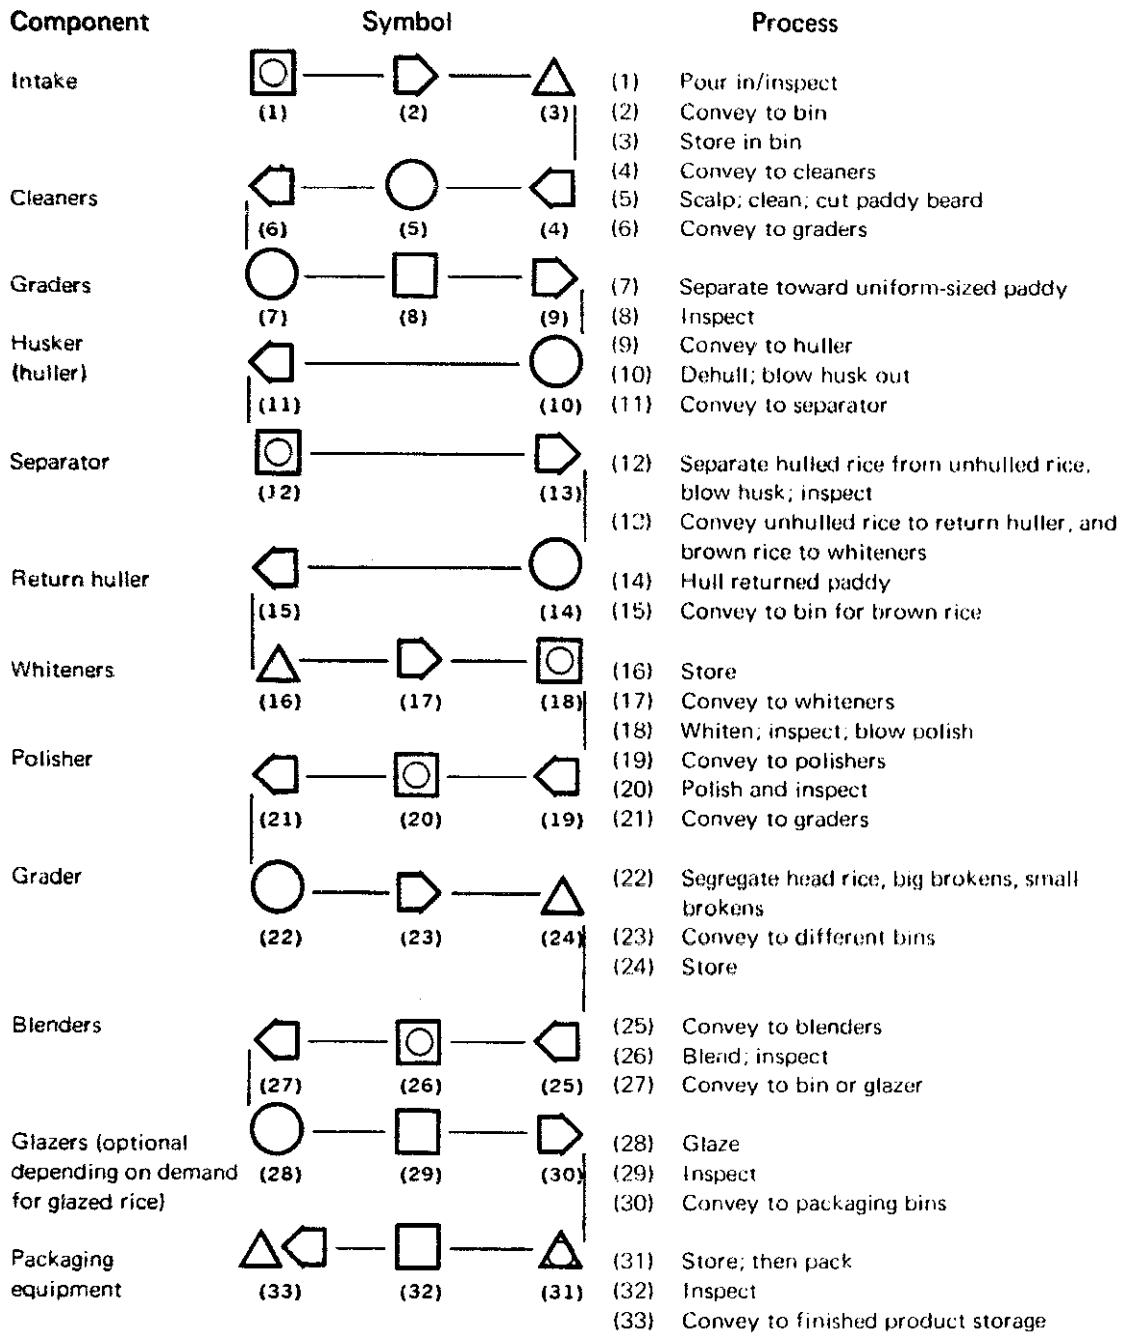 Component Symbol Process
Intake (1) Pour in/inspect
(1) (2) (3) (2) Convey to bin
(3) Store in bin
(4) Convey to cleaners
Cleaners (5) Scalp; clean; cut paddy beard
(6) (5) (4) (6) Convey to graders
Graders (7) Separate toward uniform-sized paddy
(7) (8) (9) (8) Inspect
Husker (9) Convey to huller
(huller) (10) Dehull; blow husk out
(11) (10) (11) Convey to separator
Separator (12) Separate hulled rice from unhulled rice,
(12) (13) blow husk; inspect
(13) Convey unhulled rice to return huller, and
brown rice to whiteners
Return huller (14) Hull returned paddy
(15) (14) (15) Convey to bin for brown rice
Whiteners (16) Store
(16) (17) (18) (17) Convey to whiteners
(18) Whiten; inspect; blow polish
Polisher (19) Convey to polishers
(20) Polish and inspect
(21) (20) (19) (21) Convey to graders
Grader (22) Segregate head rice, big brokens, small
brokens
(22) (23) (24) (23) Convey to different bins
(24) Store
Blenders (25) Convey to blenders
(26) Blend; inspect
(27) (26) (25) (27) Convey to bin or glazer
Glazers (optional (28) Glaze
depending on demand (28) (29) (30) (29) Inspect
for glazed rice) (30) Convey to packaging bins
Packaging (31) Store; then pack
equipment (33) (32) (31) (32) Inspect
(33) Convey to finished product storage